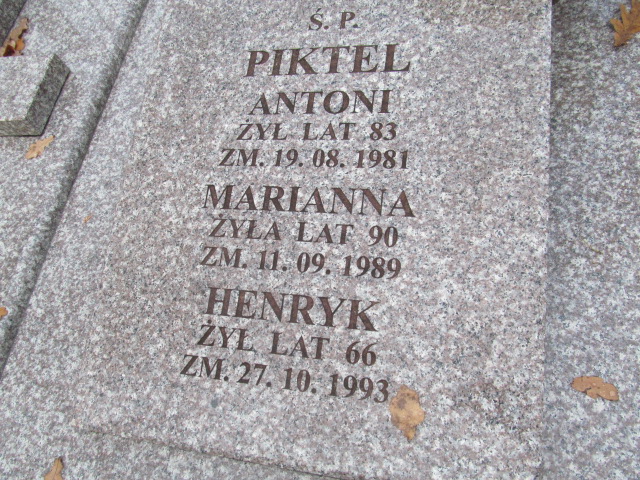 Ś. P.
PIKTEL
ANTONI
ŻYŁ LAT 83
ZM. 19. 08. 1981
MARIANNA
ŻYŁA LAT 90
ZM. 11. 09. 1989
HENRYK
ŻYŁ LAT 66
ZM. 27. 10. 1993